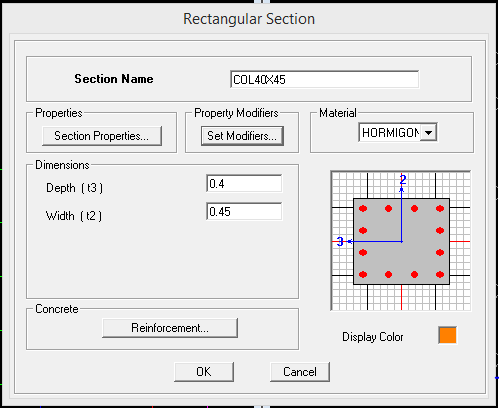 Rectangular Section
Section Name COL40X45
Properties
Section Properties...
Property Modifiers
Set Modifiers...
Material
HORMIGON
Dimensions
Depth ( t3 ) 0.4
Width ( t2 ) 0.45
2
3
Concrete
Reinforcement...
Display Color
OK
Cancel